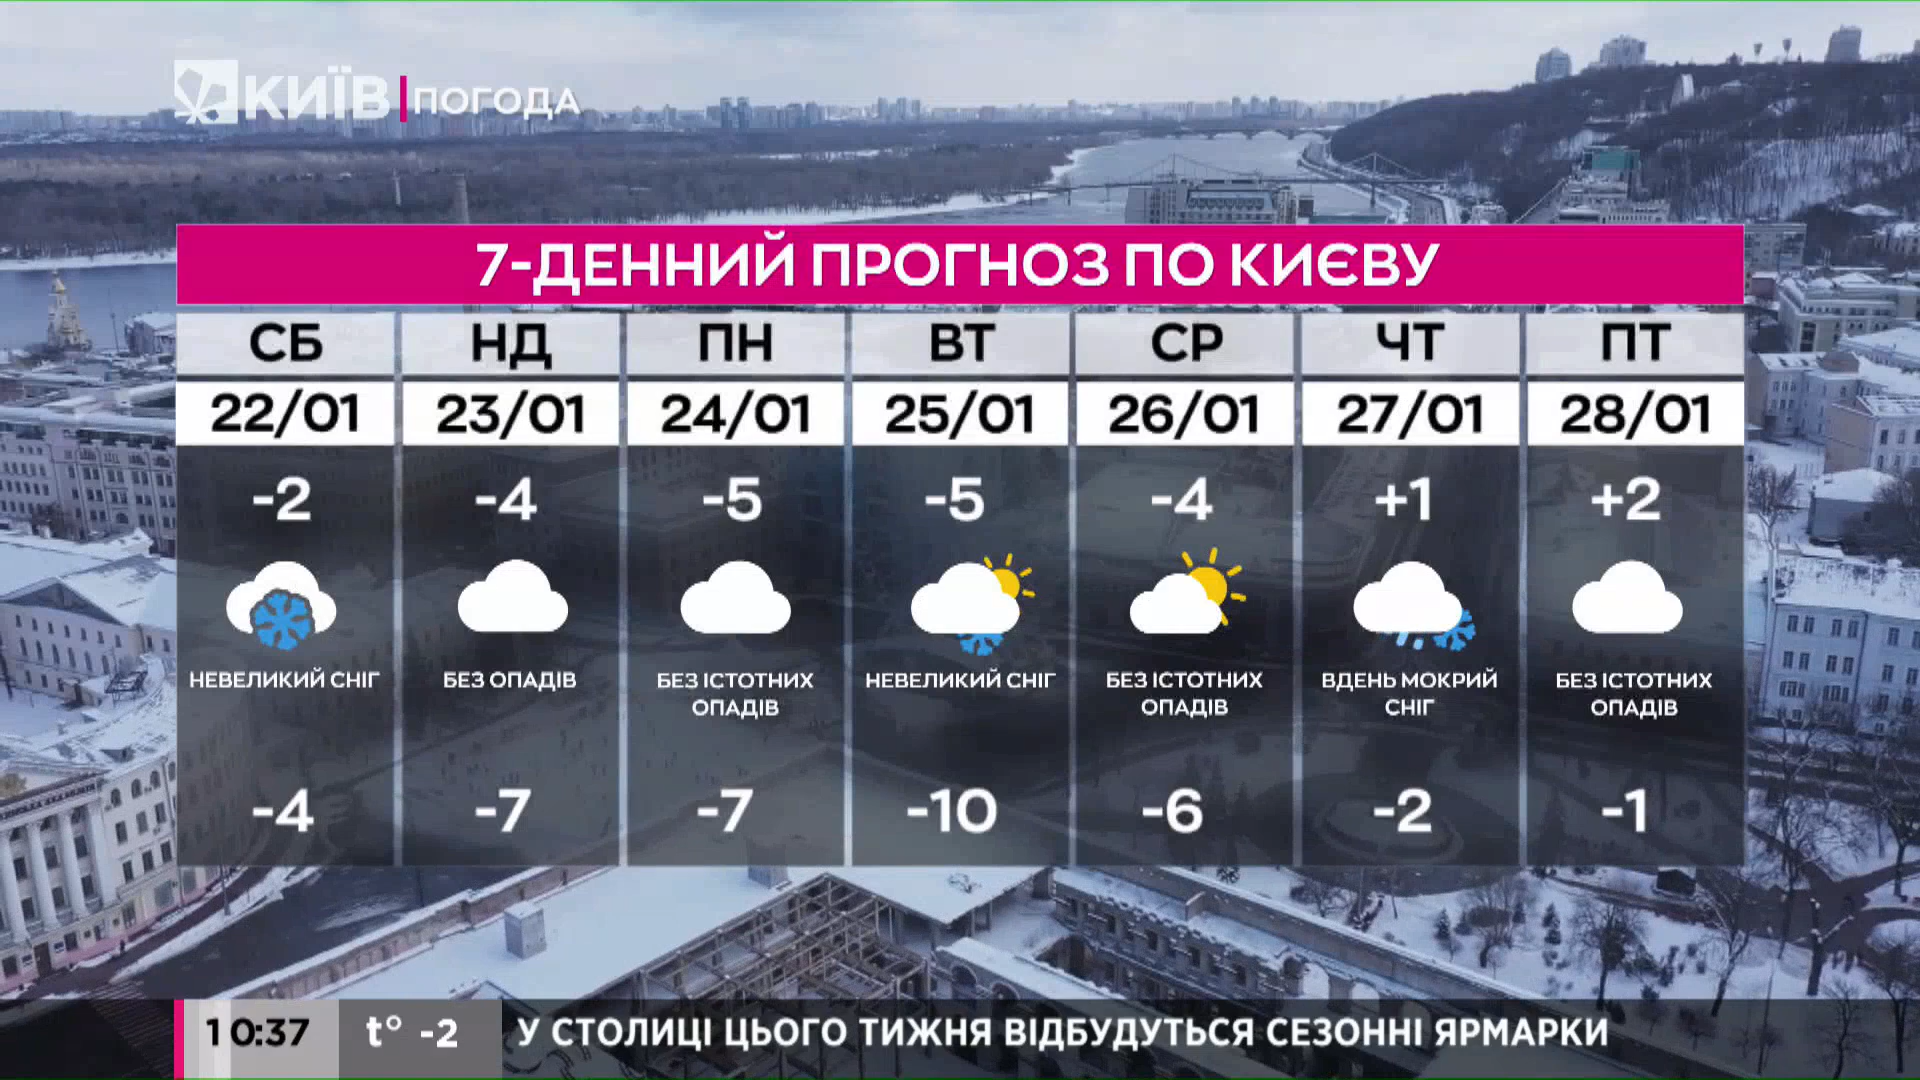 КИЇВ ПОГОДА
7-ДЕННИЙ ПРОГНОЗ ПО КИЄВУ
СБ НД ПН ВТ СР ЧТ ПТ
22/01 23/01 24/01 25/01 26/01 27/01 28/01
-2 -4 -5 -5 -4 +1 +2
НЕВЕЛИКИЙ СНІГ БЕЗ ОПАДІВ БЕЗ ІСТОТНИХ НЕВЕЛИКИЙ СНІГ БЕЗ ІСТОТНИХ ВДЕНЬ МОКРИЙ БЕЗ ІСТОТНИХ
ОПАДІВ ОПАДІВ СНІГ ОПАДІВ
-4 -7 -7 -10 -6 -2 -1
10:37 t° -2 У СТОЛИЦІ ЦЬОГО ТИЖНЯ ВІДБУДУТЬСЯ СЕЗОННІ ЯРМАРКИ